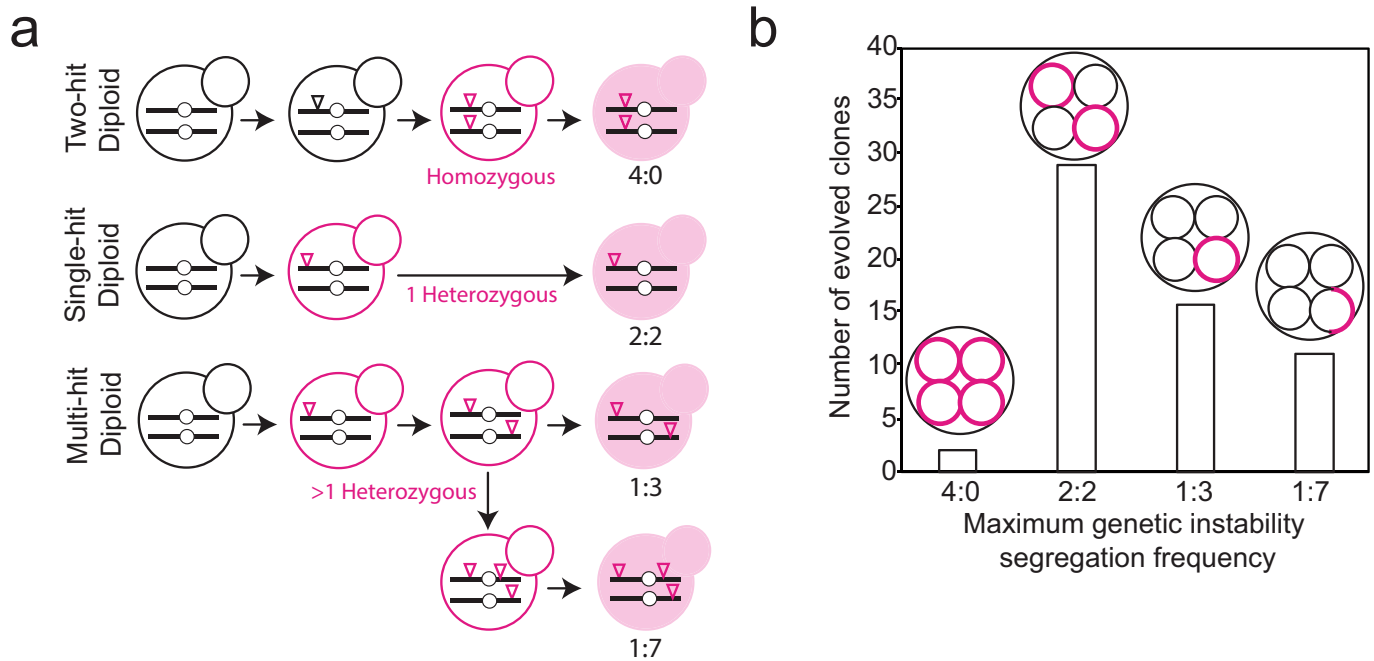 a
Two-hit
Diploid
Homozygous
4:0
Single-hit
Diploid
1 Heterozygous
2:2
Multi-hit
Diploid
>1 Heterozygous
1:3
1:7
b
Number of evolved clones
40
35
30
25
20
15
10
5
0
4:0 2:2 1:3 1:7
Maximum genetic instability
segregation frequency